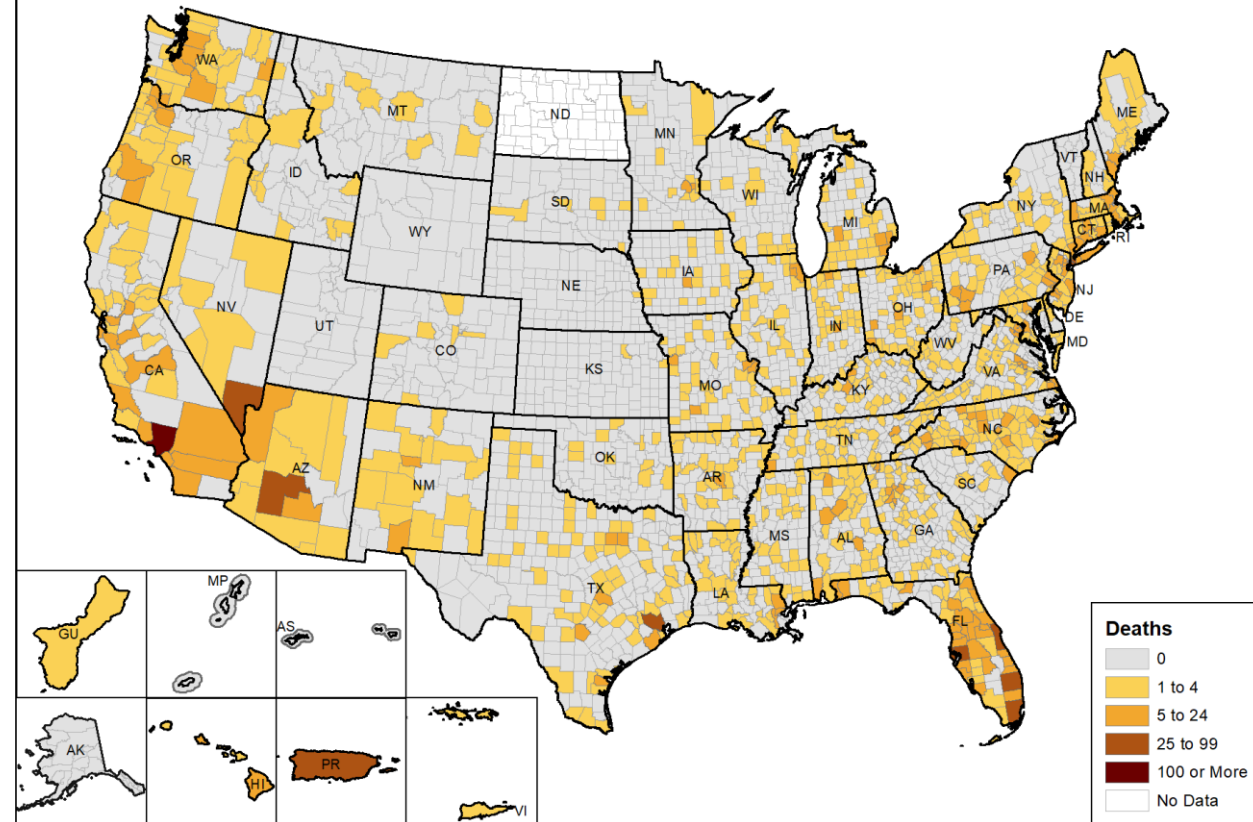 WA
MT
ND
MN
ME
OR
ID
SD
WI
MI
VT
NH
NY
MA
CT
RI
WY
IA
PA
NJ
NE
NV
UT
CO
IL
IN
OH
DE
MD
WV
VA
CA
KS
MO
KY
AZ
NM
OK
AR
TN
NC
SC
MS
AL
GA
TX
LA
FL
GU
MP
AS
AK
HI
PR
VI
Deaths
0
1 to 4
5 to 24
25 to 99
100 or More
No Data